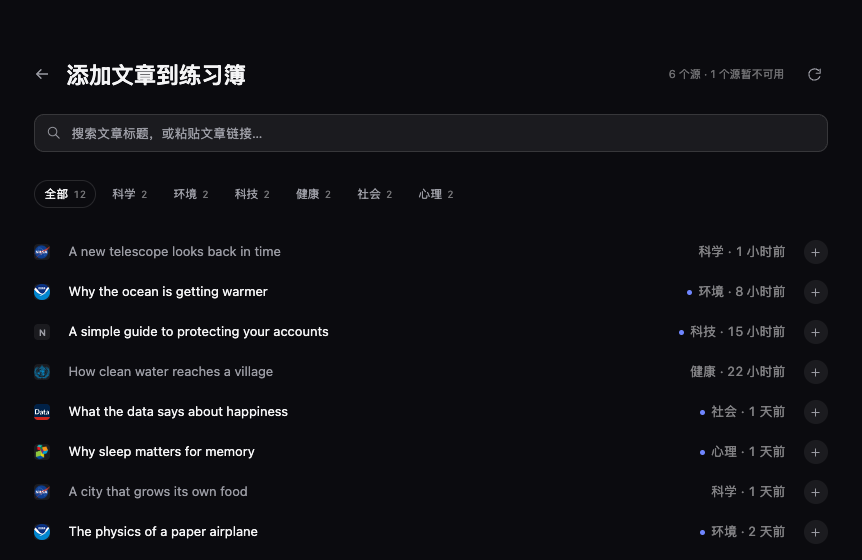 添加文章到练习簿
6 个源 · 1 个源暂不可用
搜索文章标题，或粘贴文章链接...
全部 12 科学 2 环境 2 科技 2 健康 2 社会 2 心理 2
NASA A new telescope looks back in time 科学 · 1 小时前
Why the ocean is getting warmer 环境 · 8 小时前
N A simple guide to protecting your accounts 科技 · 15 小时前
How clean water reaches a village 健康 · 22 小时前
Data What the data says about happiness 社会 · 1 天前
Why sleep matters for memory 心理 · 1 天前
NASA A city that grows its own food 科学 · 1 天前
The physics of a paper airplane 环境 · 2 天前